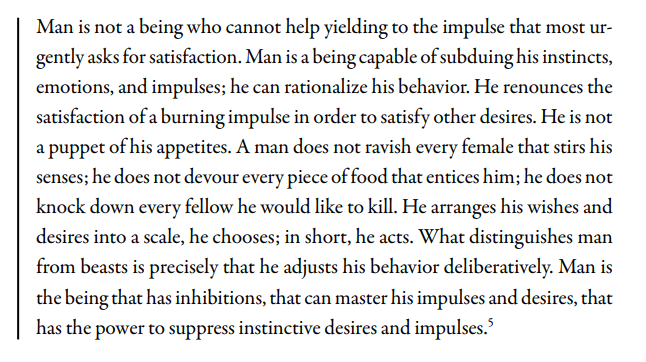 Man is not a being who cannot help yielding to the impulse that most ur-
gently asks for satisfaction. Man is a being capable of subduing his instincts,
emotions, and impulses; he can rationalize his behavior. He renounces the
satisfaction of a burning impulse in order to satisfy other desires. He is not
a puppet of his appetites. A man does not ravish every female that stirs his
senses; he does not devour every piece of food that entices him; he does not
knock down every fellow he would like to kill. He arranges his wishes and
desires into a scale, he chooses; in short, he acts. What distinguishes man
from beasts is precisely that he adjusts his behavior deliberatively. Man is
the being that has inhibitions, that can master his impulses and desires, that
has the power to suppress instinctive desires and impulses.⁵